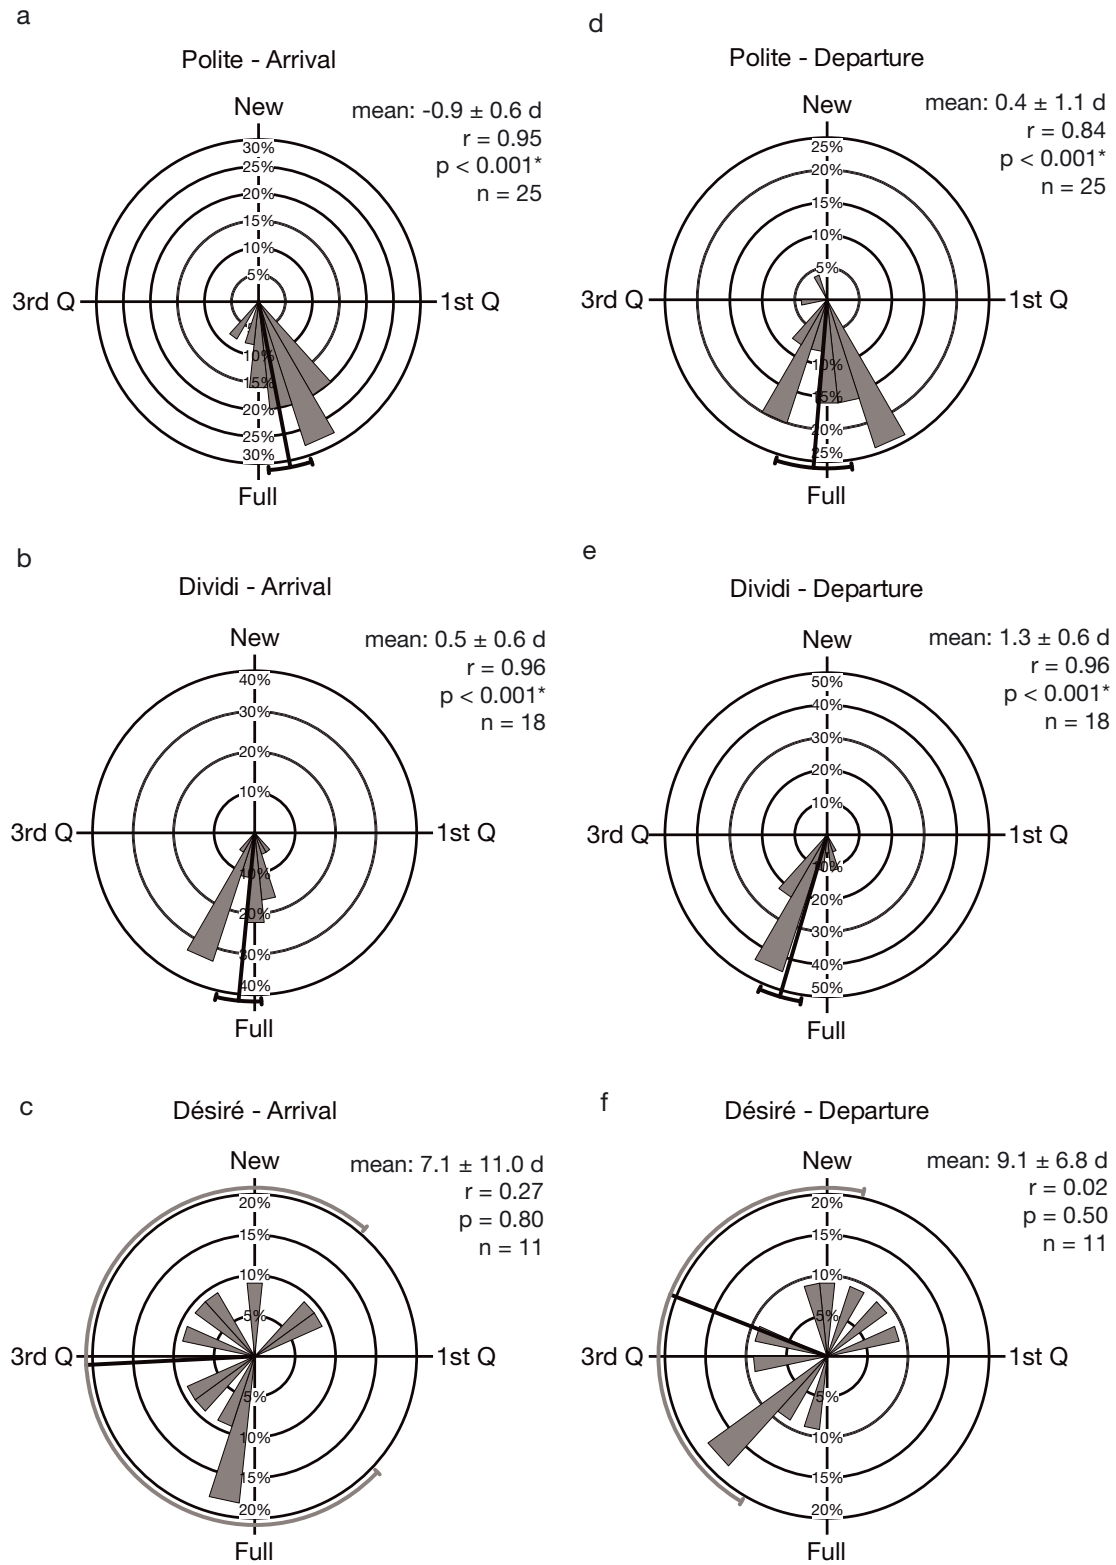 a
Polite - Arrival
New
mean: -0.9 ± 0.6 d
r = 0.95
p < 0.001*
n = 25
30%
25%
20%
15%
10%
5%
3rd Q
1st Q
10%
15%
20%
25%
30%
Full
d
Polite - Departure
New
mean: 0.4 ± 1.1 d
r = 0.84
p < 0.001*
n = 25
25%
20%
15%
10%
5%
3rd Q
1st Q
10%
15%
20%
25%
Full
b
Dividi - Arrival
New
mean: 0.5 ± 0.6 d
r = 0.96
p < 0.001*
n = 18
40%
30%
20%
10%
3rd Q
1st Q
10%
20%
30%
40%
Full
e
Dividi - Departure
New
mean: 1.3 ± 0.6 d
r = 0.96
p < 0.001*
n = 18
50%
40%
30%
20%
10%
3rd Q
1st Q
10%
20%
30%
40%
50%
Full
c
Désiré - Arrival
New
mean: 7.1 ± 11.0 d
r = 0.27
p = 0.80
n = 11
20%
15%
10%
5%
3rd Q
1st Q
5%
10%
15%
20%
Full
f
Désiré - Departure
New
mean: 9.1 ± 6.8 d
r = 0.02
p = 0.50
n = 11
20%
15%
10%
5%
3rd Q
1st Q
5%
10%
15%
20%
Full